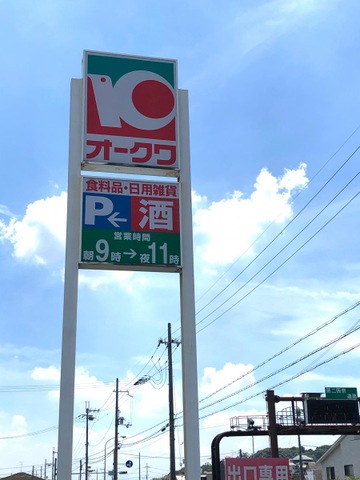 オークワ
食料品・日用雑貨
P← 酒
営業時間
朝9時→夜11時
出口専用